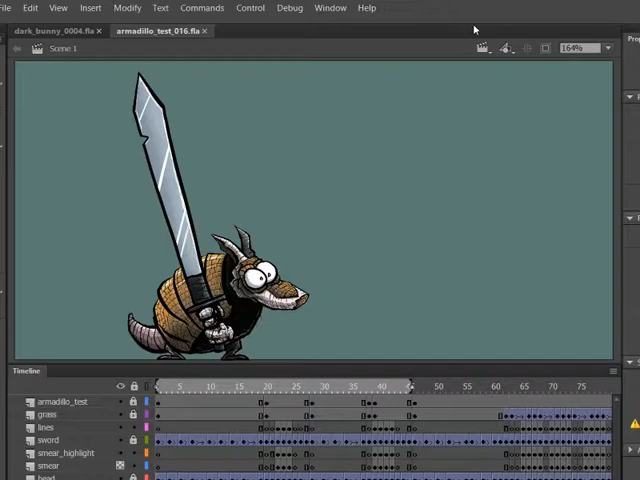 File Edit View Insert Modify Text Commands Control Debug Window Help
dark_bunny_0004.fla × armadillo_test_016.fla ×
Scene 1 164%
Timeline
5 10 15 20 25 30 35 40 45 50 55 60 65 70 75
armadillo_test
grass
lines
sword
smear_highlight
smear
head